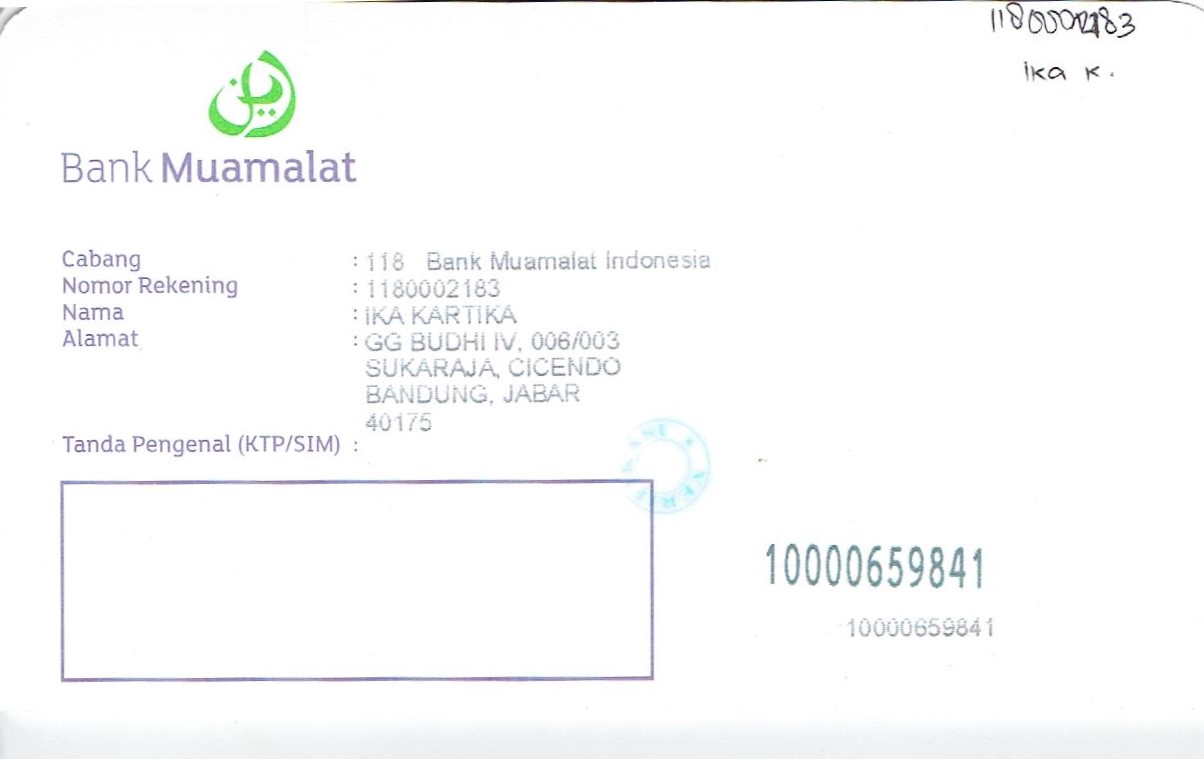 1180002183
ika k.
Bank Muamalat
Cabang : 118 Bank Muamalat Indonesia
Nomor Rekening : 1180002183
Nama : IKA KARTIKA
Alamat : GG BUDHI IV, 006/003
SUKARAJA, CICENDO
BANDUNG, JABAR
40175
Tanda Pengenal (KTP/SIM) :
10000659841
10000659841